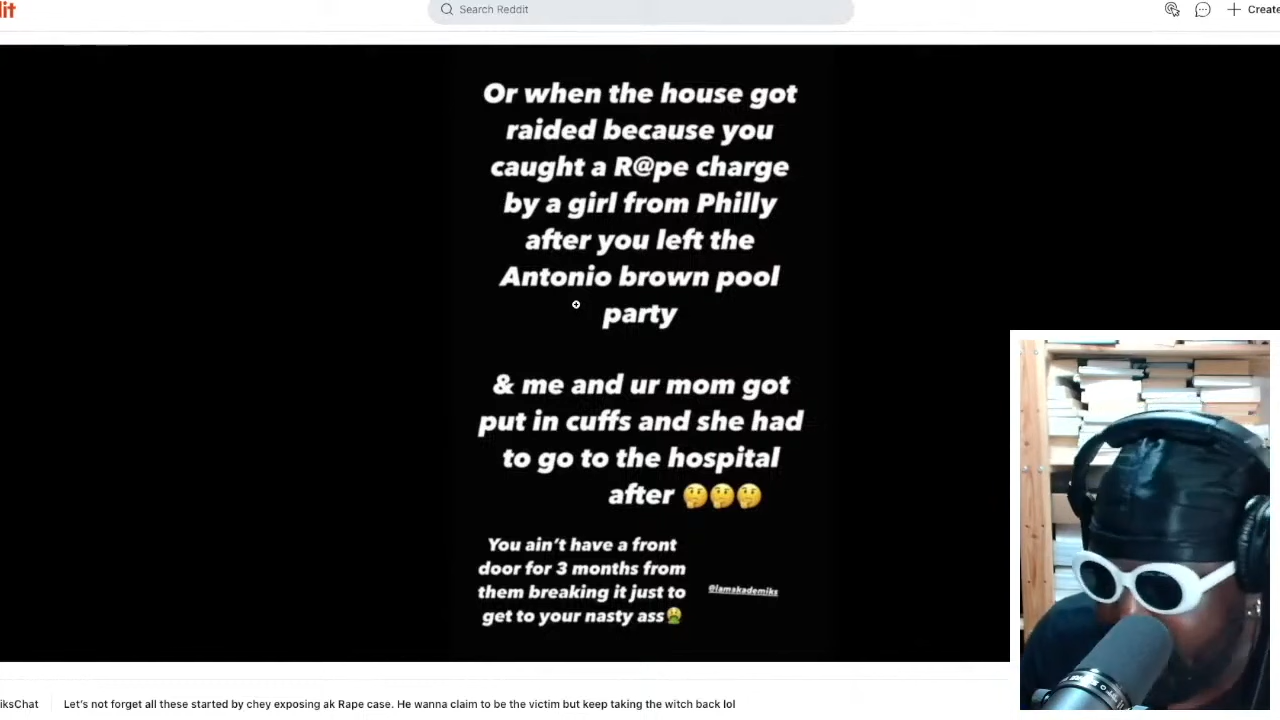 it
Search Reddit
Create
Or when the house got
raided because you
caught a R@pe charge
by a girl from Philly
after you left the
Antonio brown pool
party
& me and ur mom got
put in cuffs and she had
to go to the hospital
after 🤔🤔🤔
You ain't have a front
door for 3 months from
them breaking it just to
get to your nasty ass🤮
@iamakademiks
iksChat
Let's not forget all these started by chey exposing ak Rape case. He wanna claim to be the victim but keep taking the witch back lol